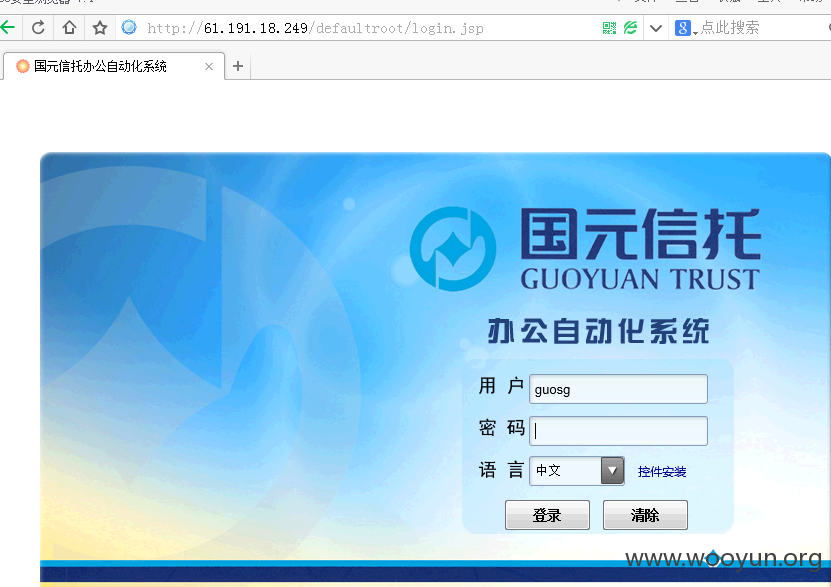 http://61.191.18.249/defaultroot/login.jsp
点此搜索
国元信托办公自动化系统
国元信托
GUOYUAN TRUST
办公自动化系统
用 户 guosg
密 码
语 言 中文 控件安装
登录 清除
www.wooyun.org